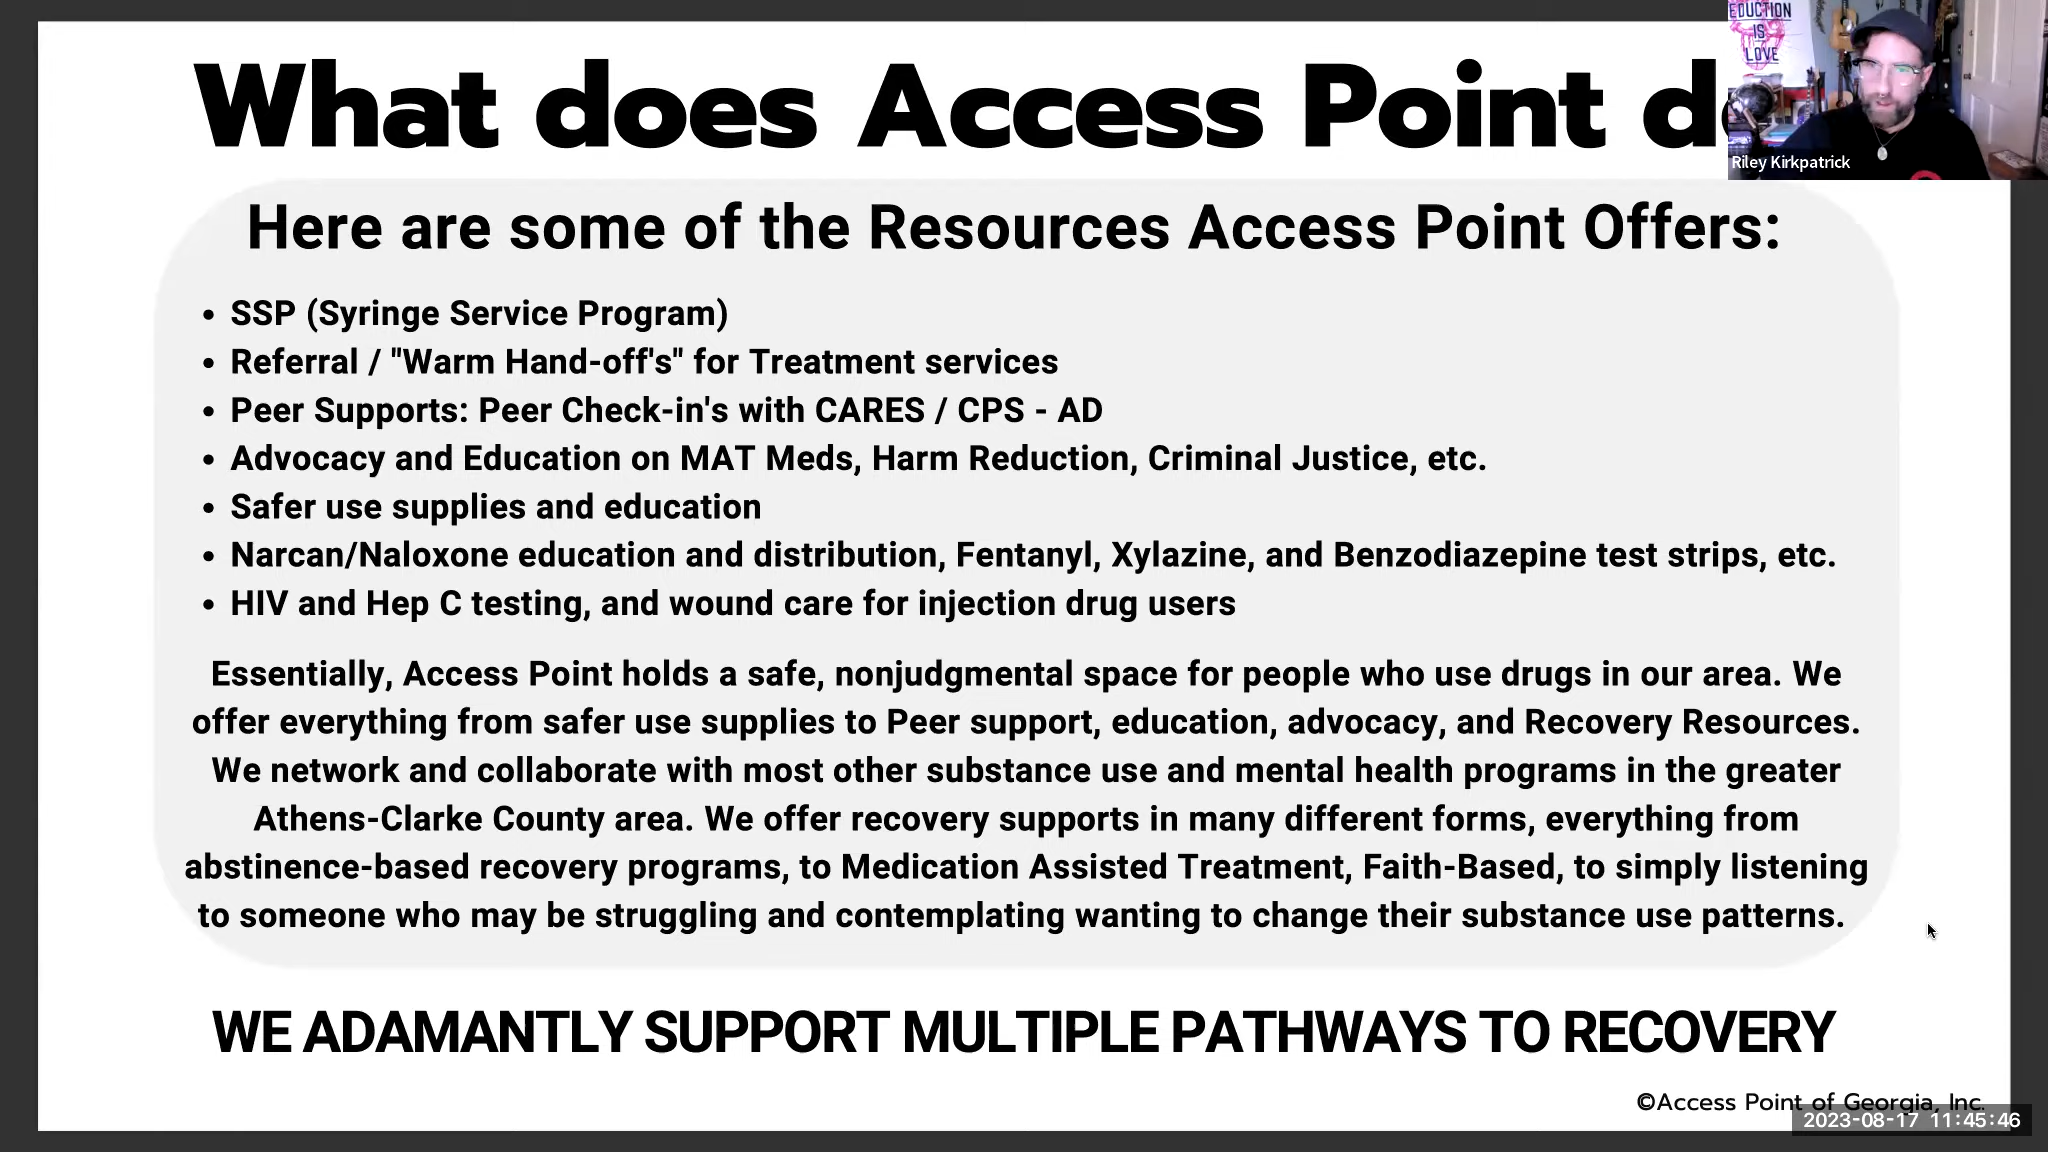 What does Access Point do
EDUCTION
IS
LOVE
Riley Kirkpatrick
Here are some of the Resources Access Point Offers:
• SSP (Syringe Service Program)
• Referral / "Warm Hand-off's" for Treatment services
• Peer Supports: Peer Check-in's with CARES / CPS - AD
• Advocacy and Education on MAT Meds, Harm Reduction, Criminal Justice, etc.
• Safer use supplies and education
• Narcan/Naloxone education and distribution, Fentanyl, Xylazine, and Benzodiazepine test strips, etc.
• HIV and Hep C testing, and wound care for injection drug users
Essentially, Access Point holds a safe, nonjudgmental space for people who use drugs in our area. We
offer everything from safer use supplies to Peer support, education, advocacy, and Recovery Resources.
We network and collaborate with most other substance use and mental health programs in the greater
Athens-Clarke County area. We offer recovery supports in many different forms, everything from
abstinence-based recovery programs, to Medication Assisted Treatment, Faith-Based, to simply listening
to someone who may be struggling and contemplating wanting to change their substance use patterns.
WE ADAMANTLY SUPPORT MULTIPLE PATHWAYS TO RECOVERY
©Access Point of Georgia, Inc.
2023-08-17 11:45:46